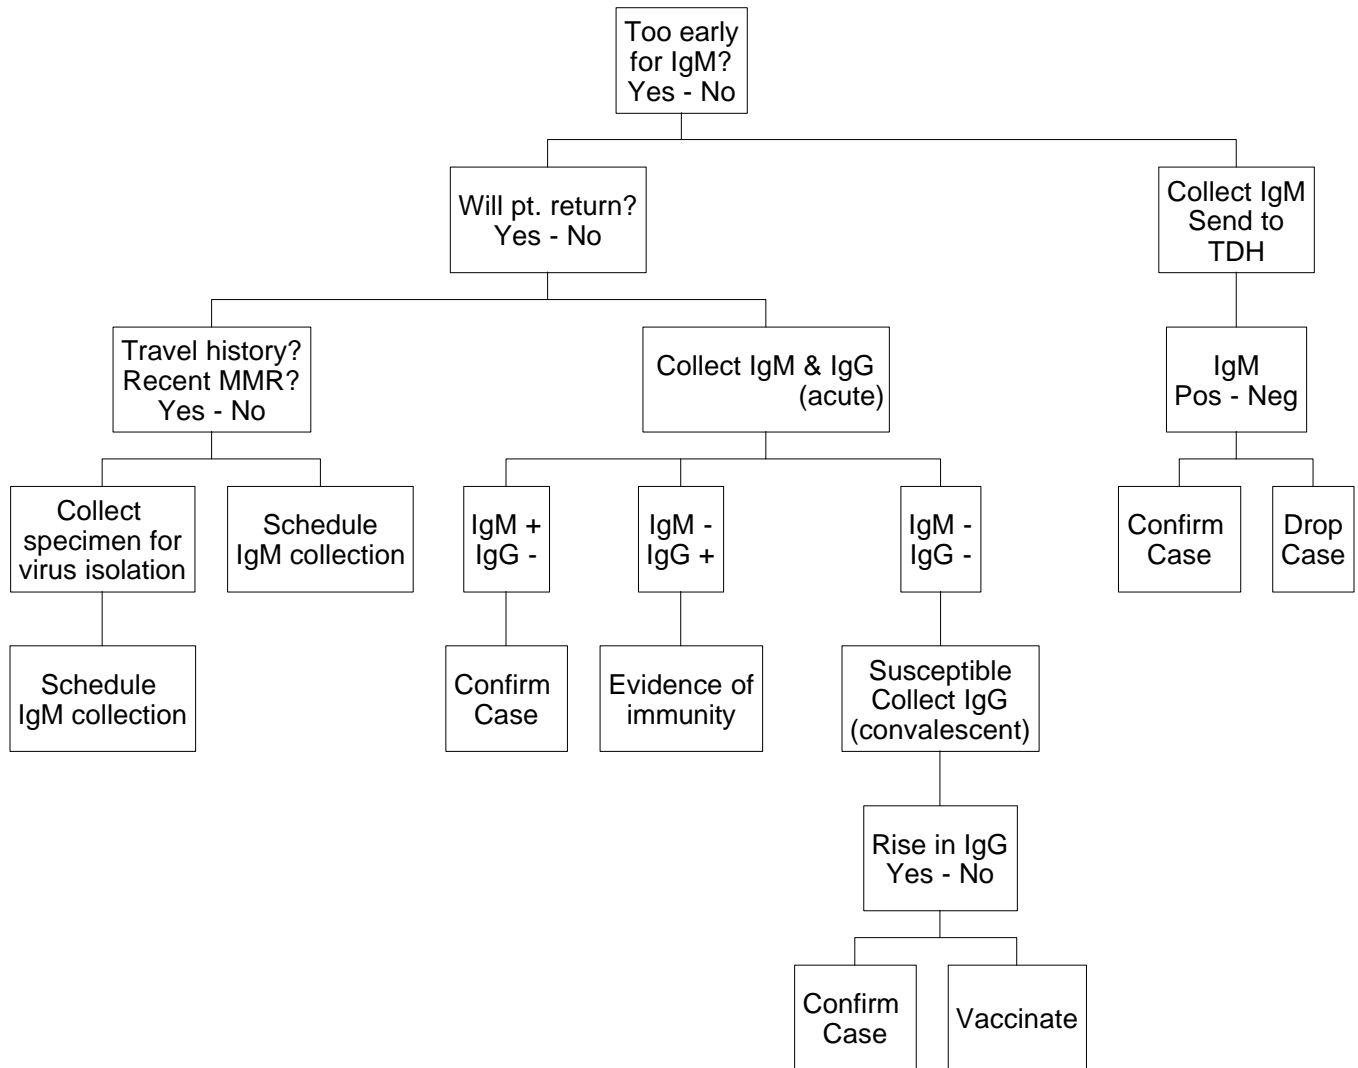 Too early
for IgM?
Yes - No
Will pt. return?
Yes - No
Collect IgM
Send to
TDH
Travel history?
Recent MMR?
Yes - No
Collect IgM & IgG
(acute)
IgM
Pos - Neg
Collect
specimen for
virus isolation
Schedule
IgM collection
IgM +
IgG -
IgM -
IgG +
IgM -
IgG -
Confirm
Case
Drop
Case
Schedule
IgM collection
Confirm
Case
Evidence of
immunity
Susceptible
Collect IgG
(convalescent)
Rise in IgG
Yes - No
Confirm
Case
Vaccinate